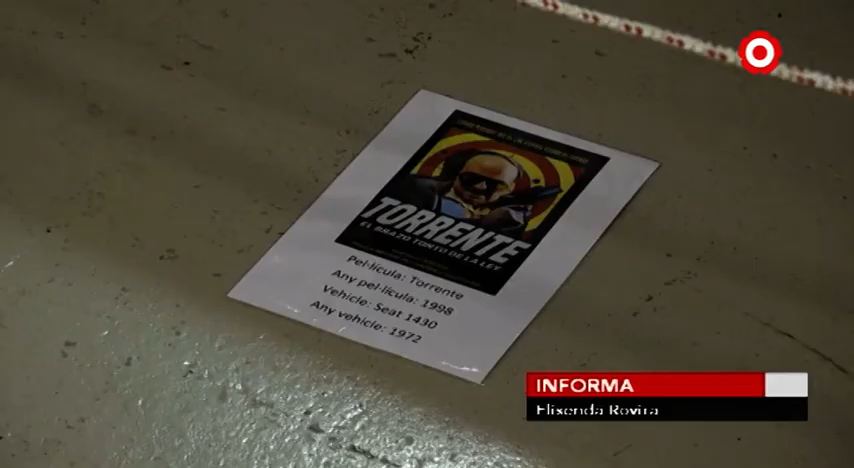 TORRENTE
EL BRAZO TONTO DE LA LEY
Pel·lícula: Torrente
Any pel·lícula: 1998
Vehicle: Seat 1430
Any vehicle: 1972
INFORMA
Elisenda Rovira